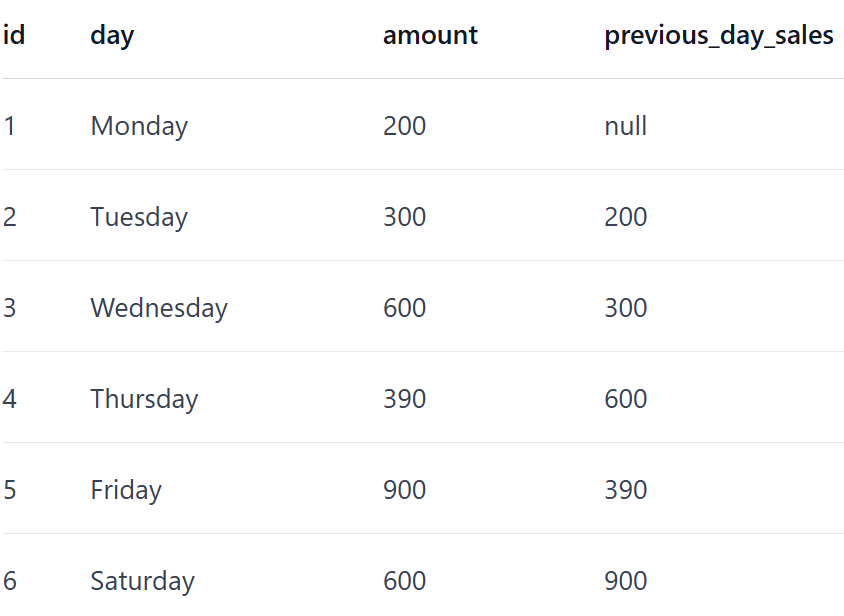 id day amount previous_day_sales
1 Monday 200 null
2 Tuesday 300 200
3 Wednesday 600 300
4 Thursday 390 600
5 Friday 900 390
6 Saturday 600 900